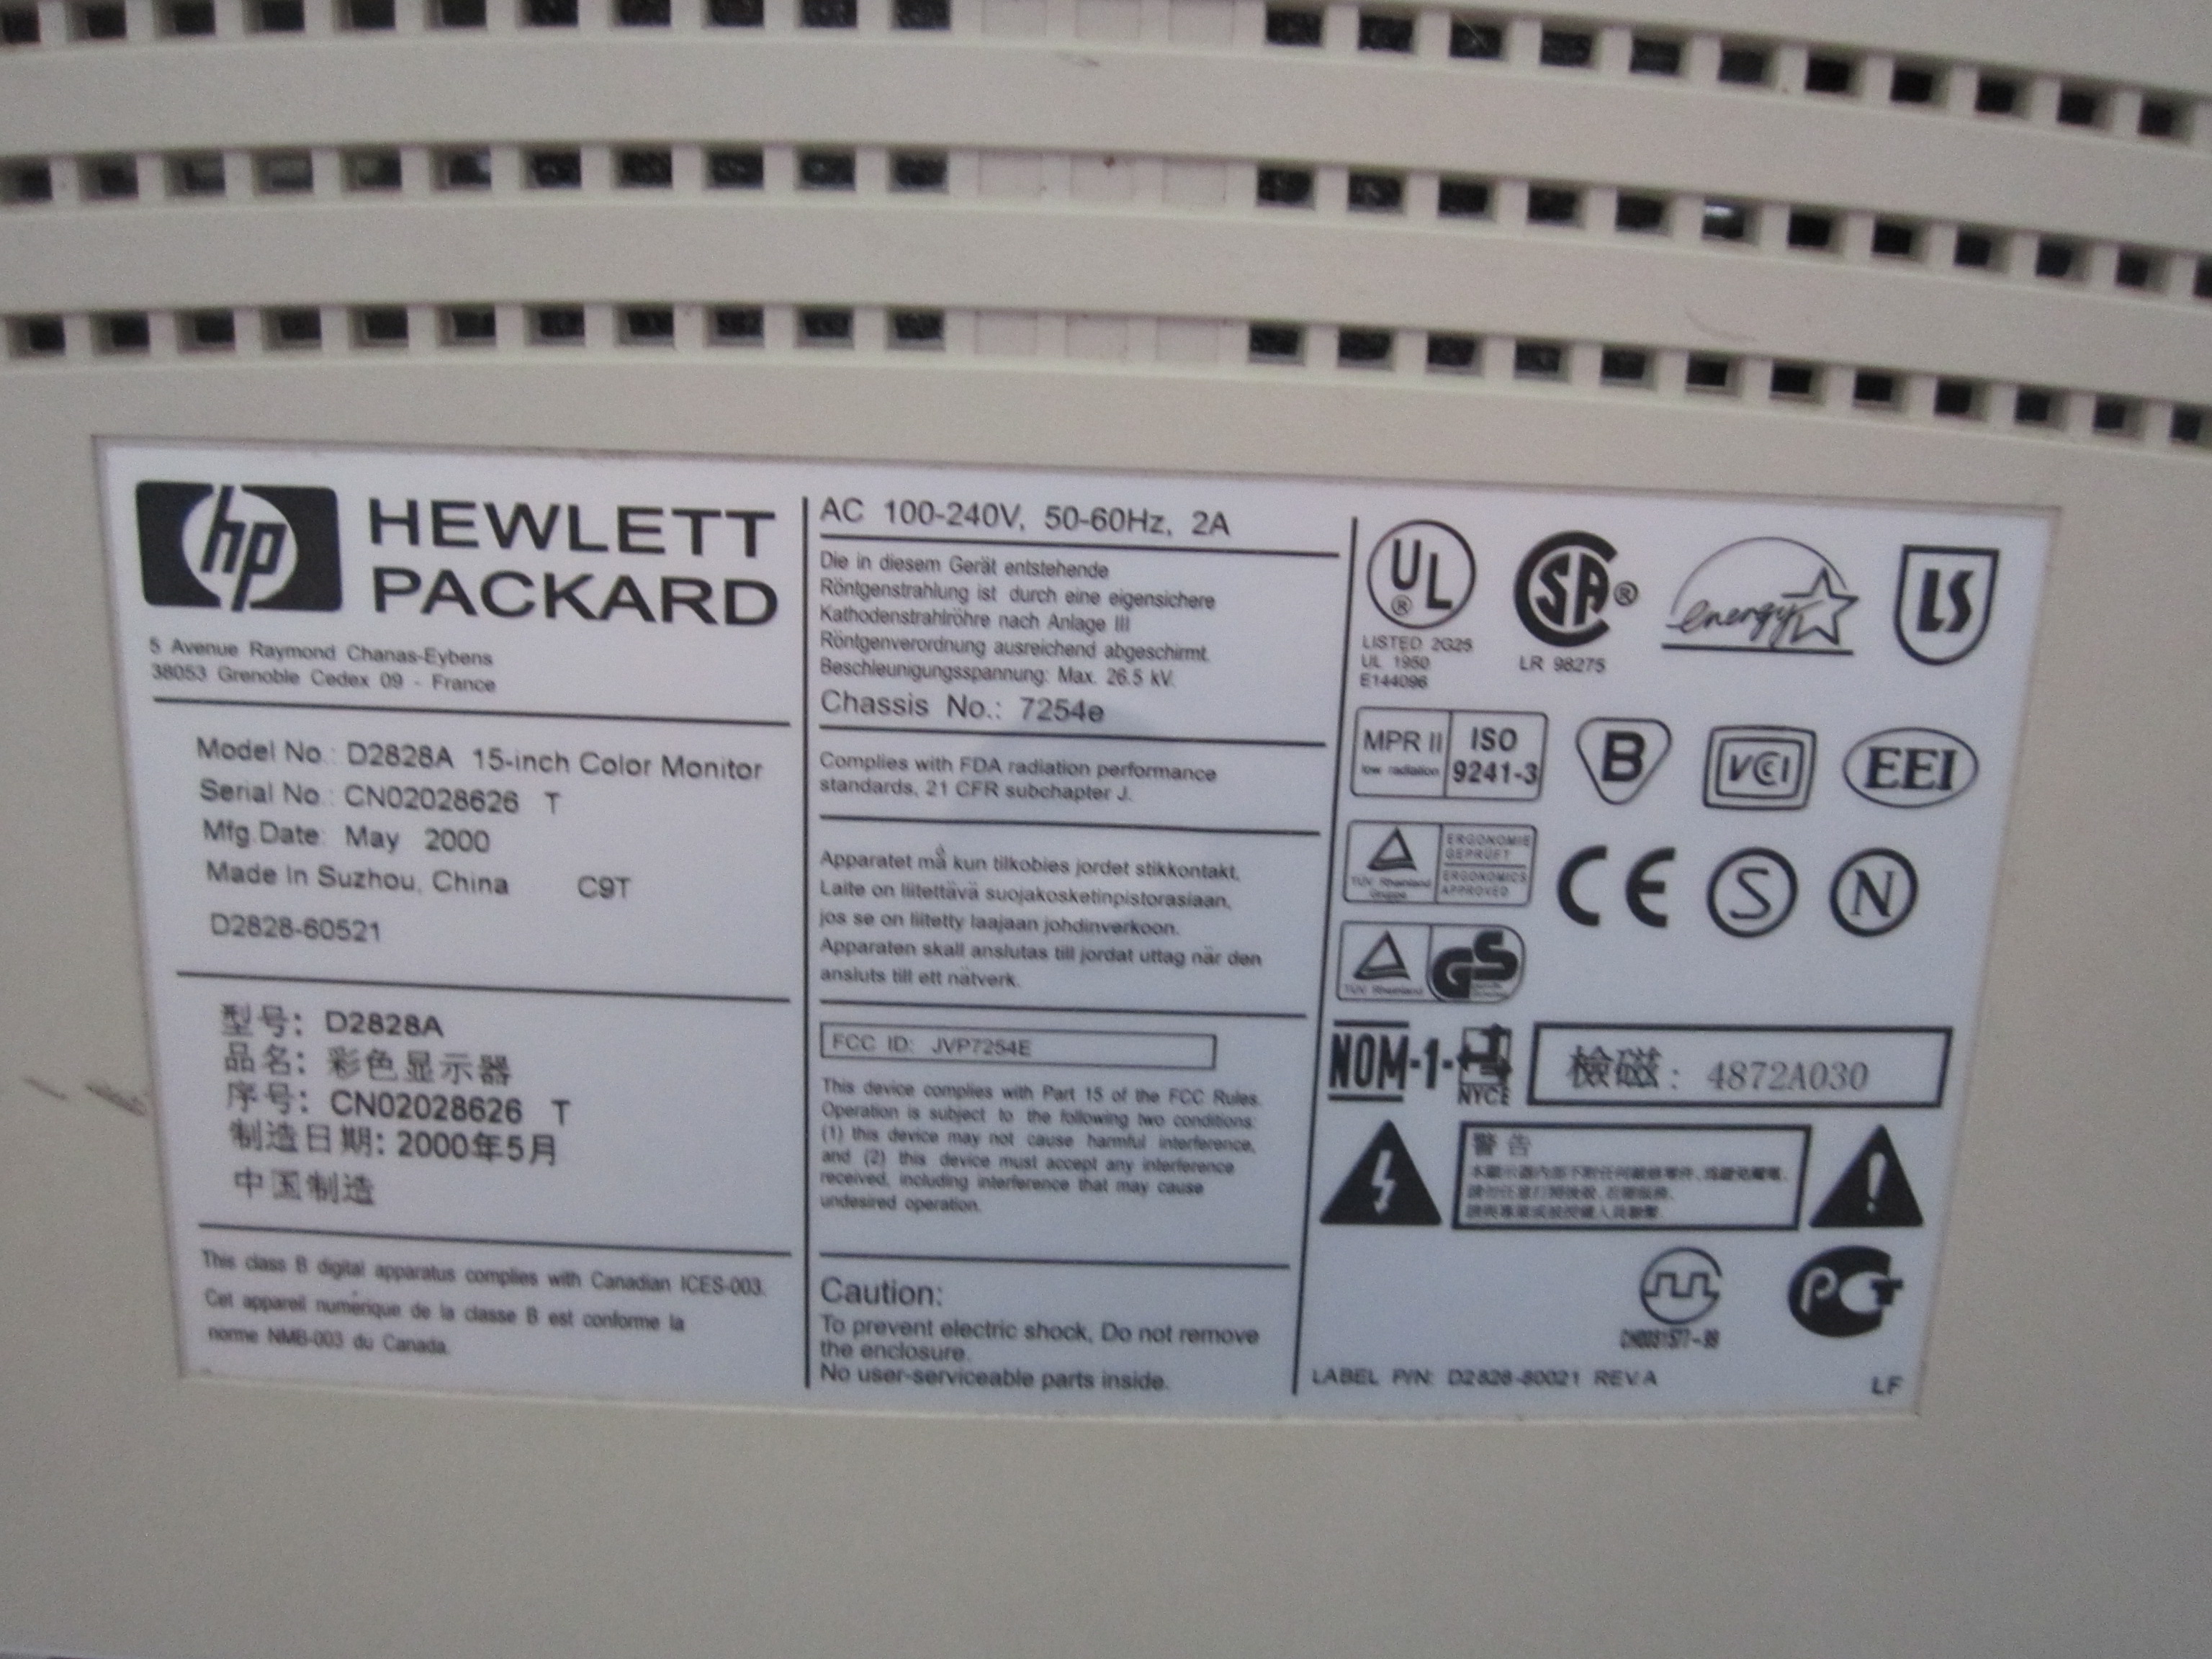 hp HEWLETT
PACKARD
5 Avenue Raymond Chanas-Eybens
38053 Grenoble Cedex 09 - France
Model No.: D2828A 15-inch Color Monitor
Serial No.: CN02028626 T
Mfg.Date: May 2000
Made In Suzhou, China C9T
D2828-60521
型号: D2828A
品名: 彩色显示器
序号: CN02028626 T
制造日期: 2000年5月
中国制造
This class B digital apparatus complies with Canadian ICES-003.
Cet appareil numérique de la classe B est conforme la
norme NMB-003 du Canada.
AC 100-240V, 50-60Hz, 2A
Die in diesem Gerät entstehende
Röntgenstrahlung ist durch eine eigensichere
Kathodenstrahlröhre nach Anlage III
Röntgenverordnung ausreichend abgeschirmt.
Beschleunigungsspannung: Max. 26.5 kV.
Chassis No.: 7254e
Complies with FDA radiation performance
standards, 21 CFR subchapter J.
Apparatet må kun tilkobies jordet stikkontakt,
Laite on liitettävä suojakosketinpistorasiaan,
jos se on liitetty laajaan johdinverkoon.
Apparaten skall anslutas till jordat uttag när den
ansluts till ett nätverk.
FCC ID: JVP7254E
This device complies with Part 15 of the FCC Rules.
Operation is subject to the following two conditions:
(1) this device may not cause harmful interference,
and (2) this device must accept any interference
received, including interference that may cause
undesired operation.
Caution:
To prevent electric shock, Do not remove
the enclosure.
No user-serviceable parts inside.
UL ®
LISTED 2G25
UL 1950
E144096
SA ®
LR 98275
energy
LS
MPR II
low radiation
ISO
9241-3
B
VCCI
EEI
TÜV Rheinland
Gruppe
ERGONOMIE
GEPRÜFT
ERGONOMICS
APPROVED
CE
S
N
TÜV Rheinland
GS
NOM-1-
NYCE
檢磁: 4872A030
警告
PCT
LABEL P/N: D2828-80021 REV.A
LF